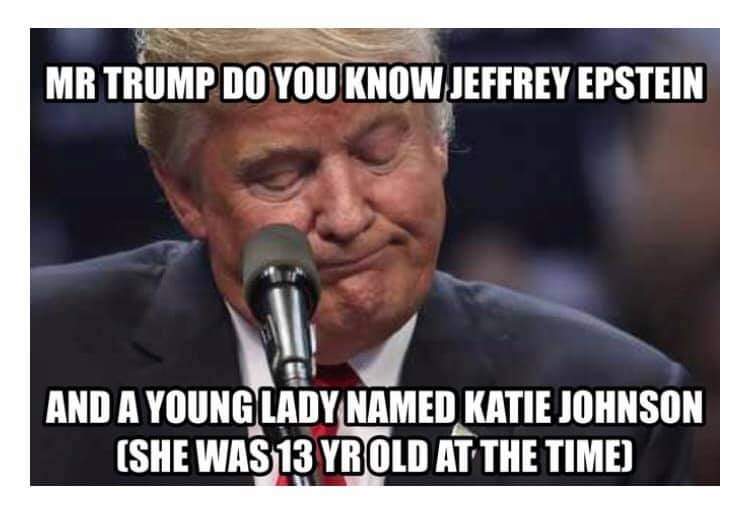 MR TRUMP DO YOU KNOW JEFFREY EPSTEIN
AND A YOUNG LADY NAMED KATIE JOHNSON
(SHE WAS 13 YR OLD AT THE TIME)